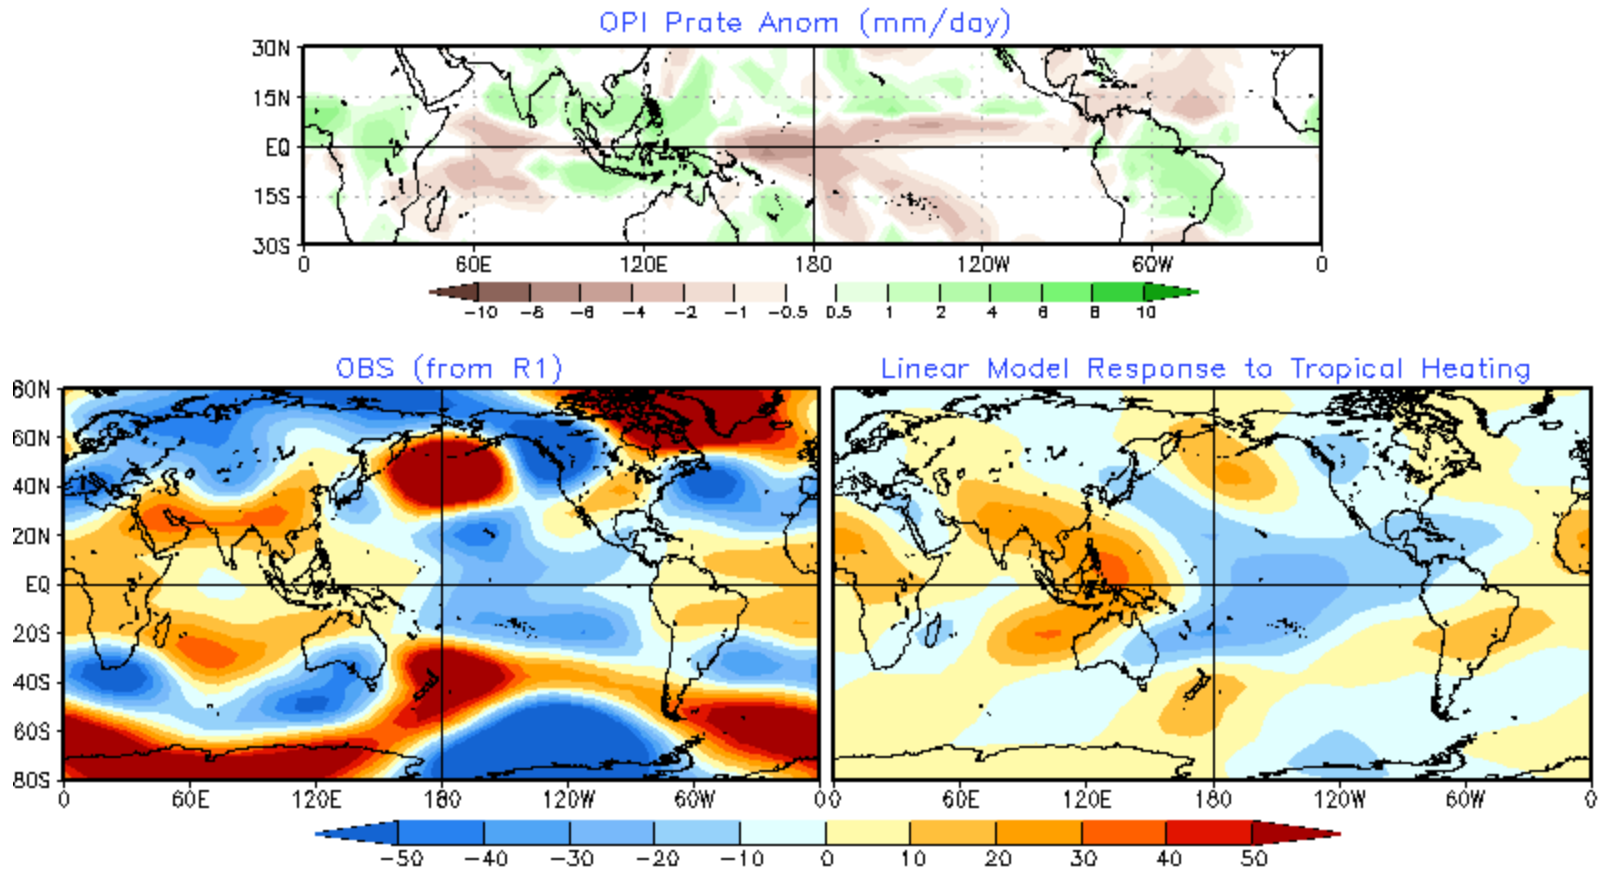 OPI Prate Anom (mm/day)
30N
15N
EQ
15S
30S
0 60E 120E 180 120W 60W 0
-10 -8 -6 -4 -2 -1 -0.5 0.5 1 2 4 6 8 10
OBS (from R1)
Linear Model Response to Tropical Heating
80N
60N
40N
20N
EQ
20S
40S
60S
80S
0 60E 120E 180 120W 60W 0
0 60E 120E 180 120W 60W 0
-50 -40 -30 -20 -10 0 10 20 30 40 50